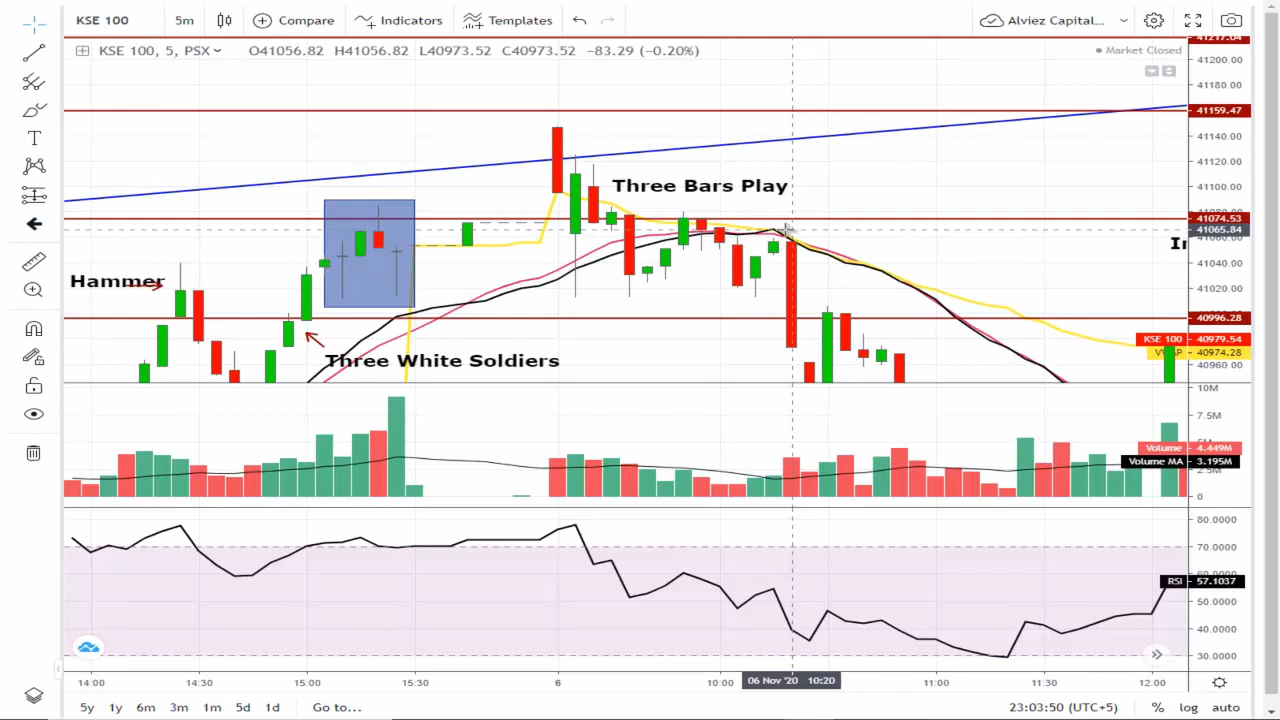 KSE 100 5m Compare Indicators Templates Alviez Capital...
KSE 100, 5, PSX O41056.82 H41056.82 L40973.52 C40973.52 −83.29 (−0.20%) Market Closed
41217.04
41200.00
41180.00
41159.47
41140.00
41120.00
41100.00
Three Bars Play
41074.53
41065.84
41040.00
Hammer
41020.00
40996.28
KSE 100 40979.54
VWAP 40974.28
Three White Soldiers
40960.00
10M
7.5M
Volume 4.449M
Volume MA 3.195M
2.5M
0
80.0000
70.0000
RSI 57.1037
50.0000
40.0000
30.0000
14:00 14:30 15:00 15:30 6 10:00 06 Nov '20 10:20 11:00 11:30 12:00
5y 1y 6m 3m 1m 5d 1d Go to... 23:03:50 (UTC+5) % log auto